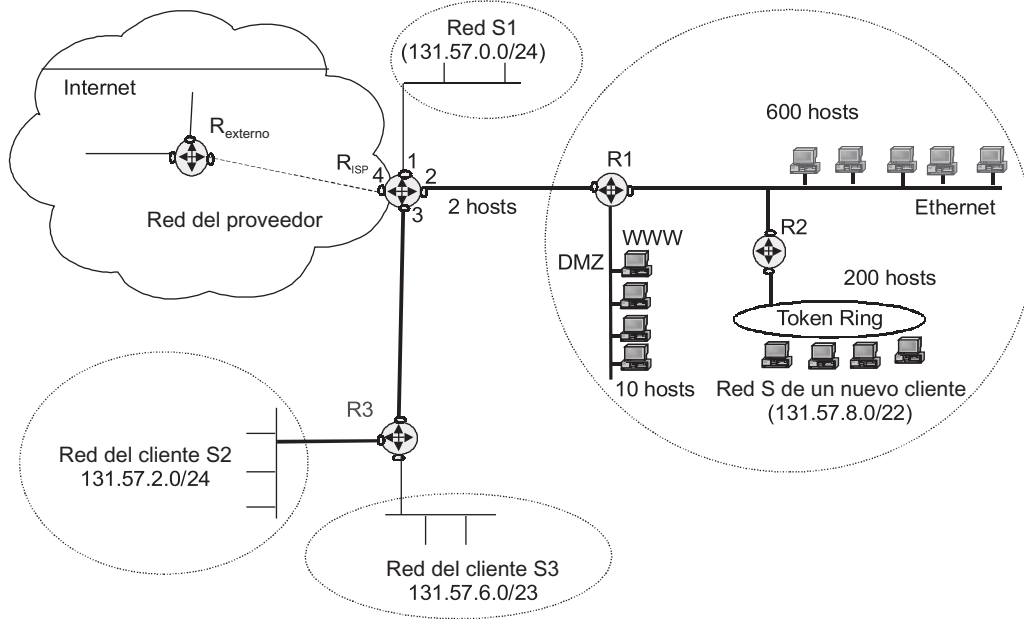 Red S1
(131.57.0.0/24)
Internet
R externo
R ISP
1
2
3
4
Red del proveedor
2 hosts
R1
600 hosts
Ethernet
R2
WWW
DMZ
200 hosts
Token Ring
10 hosts
Red S de un nuevo cliente
(131.57.8.0/22)
R3
Red del cliente S2
131.57.2.0/24
Red del cliente S3
131.57.6.0/23